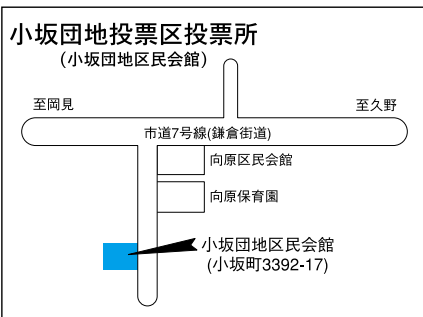 小坂団地投票区投票所
(小坂団地区民会館)
至岡見
至久野
市道7号線(鎌倉街道)
向原区民会館
向原保育園
小坂団地区民会館
(小坂町3392-17)